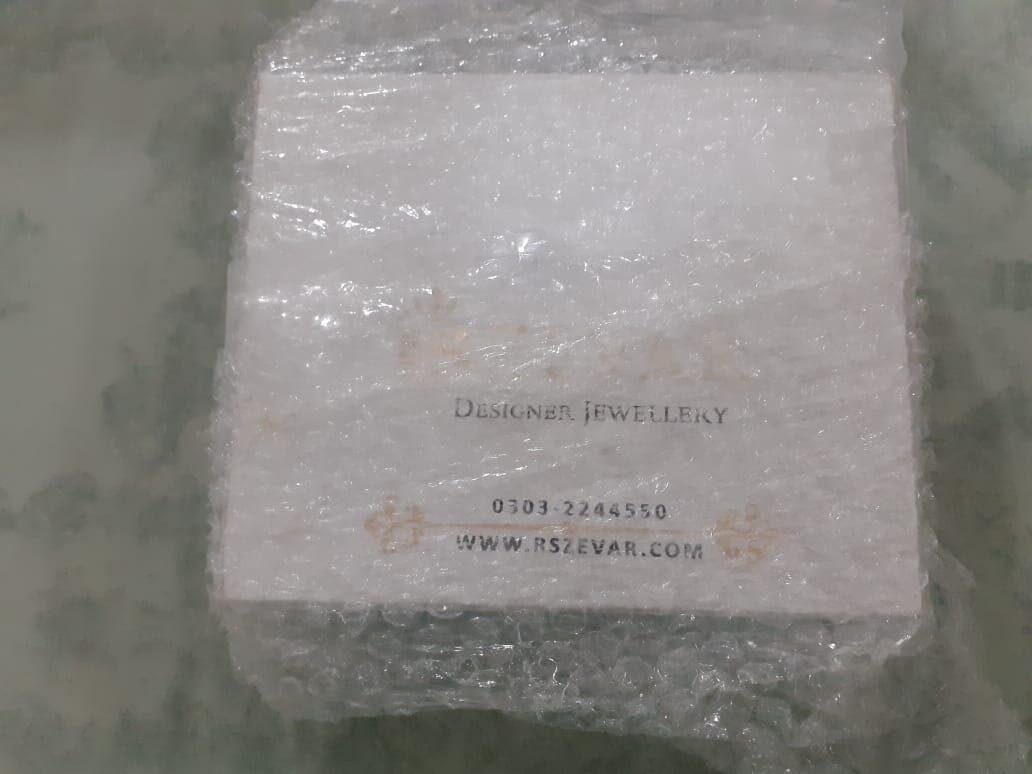 DESIGNER JEWELLERY
0303-2244550
WWW.RSZEVAR.COM